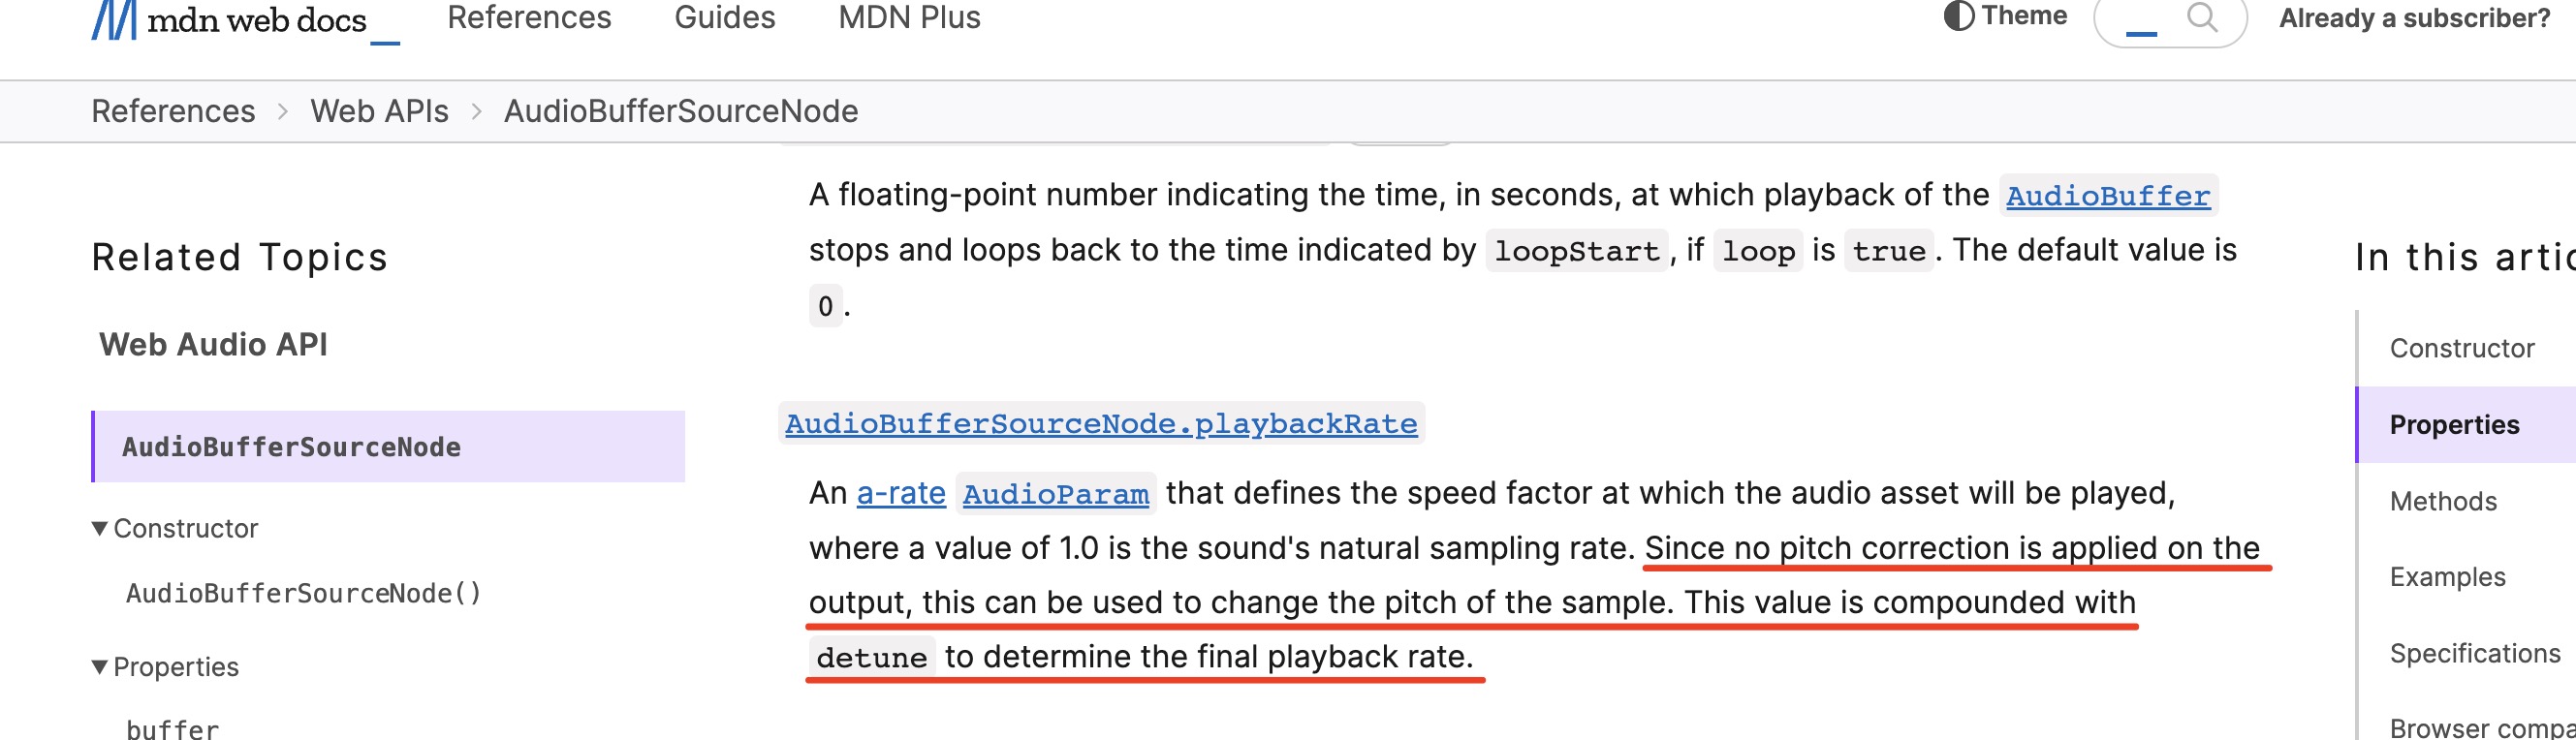 mdn web docs_
References
Guides
MDN Plus
Theme
Already a subscriber?
References > Web APIs > AudioBufferSourceNode
Related Topics
Web Audio API
AudioBufferSourceNode
▼ Constructor
AudioBufferSourceNode()
▼ Properties
buffer
A floating-point number indicating the time, in seconds, at which playback of the AudioBuffer
stops and loops back to the time indicated by loopStart, if loop is true. The default value is
0.
AudioBufferSourceNode.playbackRate
An a-rate AudioParam that defines the speed factor at which the audio asset will be played,
where a value of 1.0 is the sound's natural sampling rate. Since no pitch correction is applied on the
output, this can be used to change the pitch of the sample. This value is compounded with
detune to determine the final playback rate.
In this artic
Constructor
Properties
Methods
Examples
Specifications
Browser compa